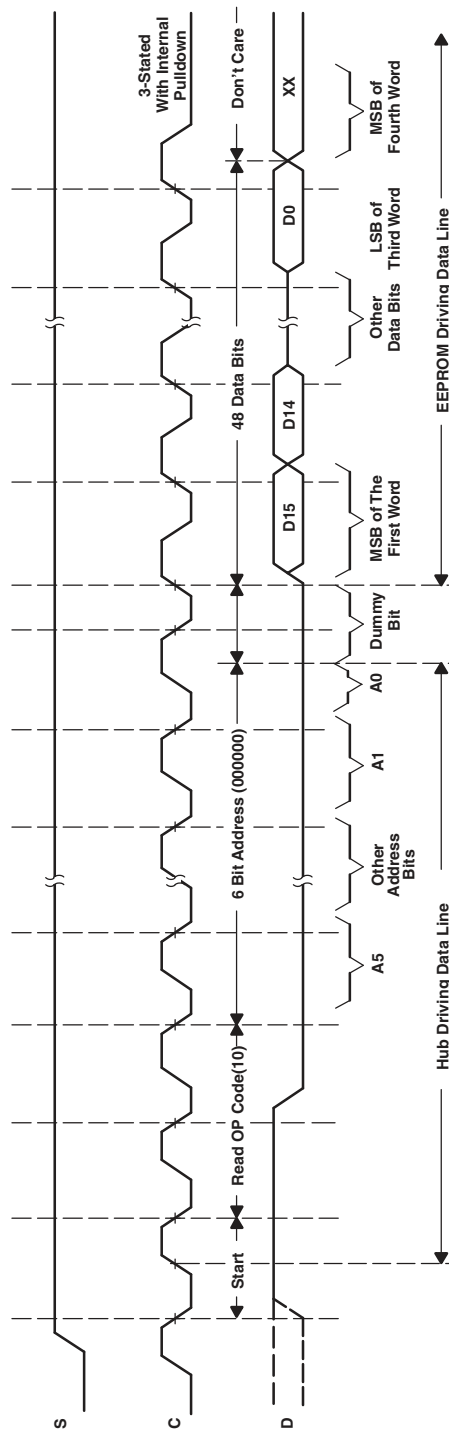 S
C
D
3-Stated
With Internal
Pulldown
Start
Read OP Code(10)
6 Bit Address (000000)
48 Data Bits
Don't Care
D15
D14
D0
XX
A5
Other
Address
Bits
A1
A0
Dummy
Bit
MSB of The
First Word
Other
Data Bits
LSB of
Third Word
MSB of
Fourth Word
Hub Driving Data Line
EEPROM Driving Data Line